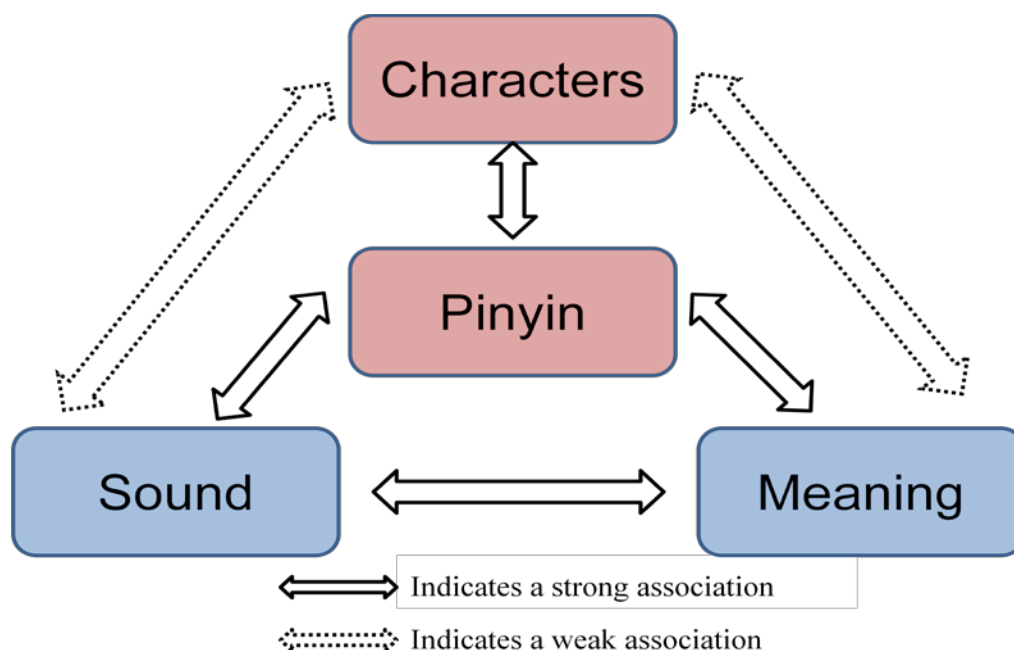 Characters
Pinyin
Sound
Meaning
Indicates a strong association
Indicates a weak association